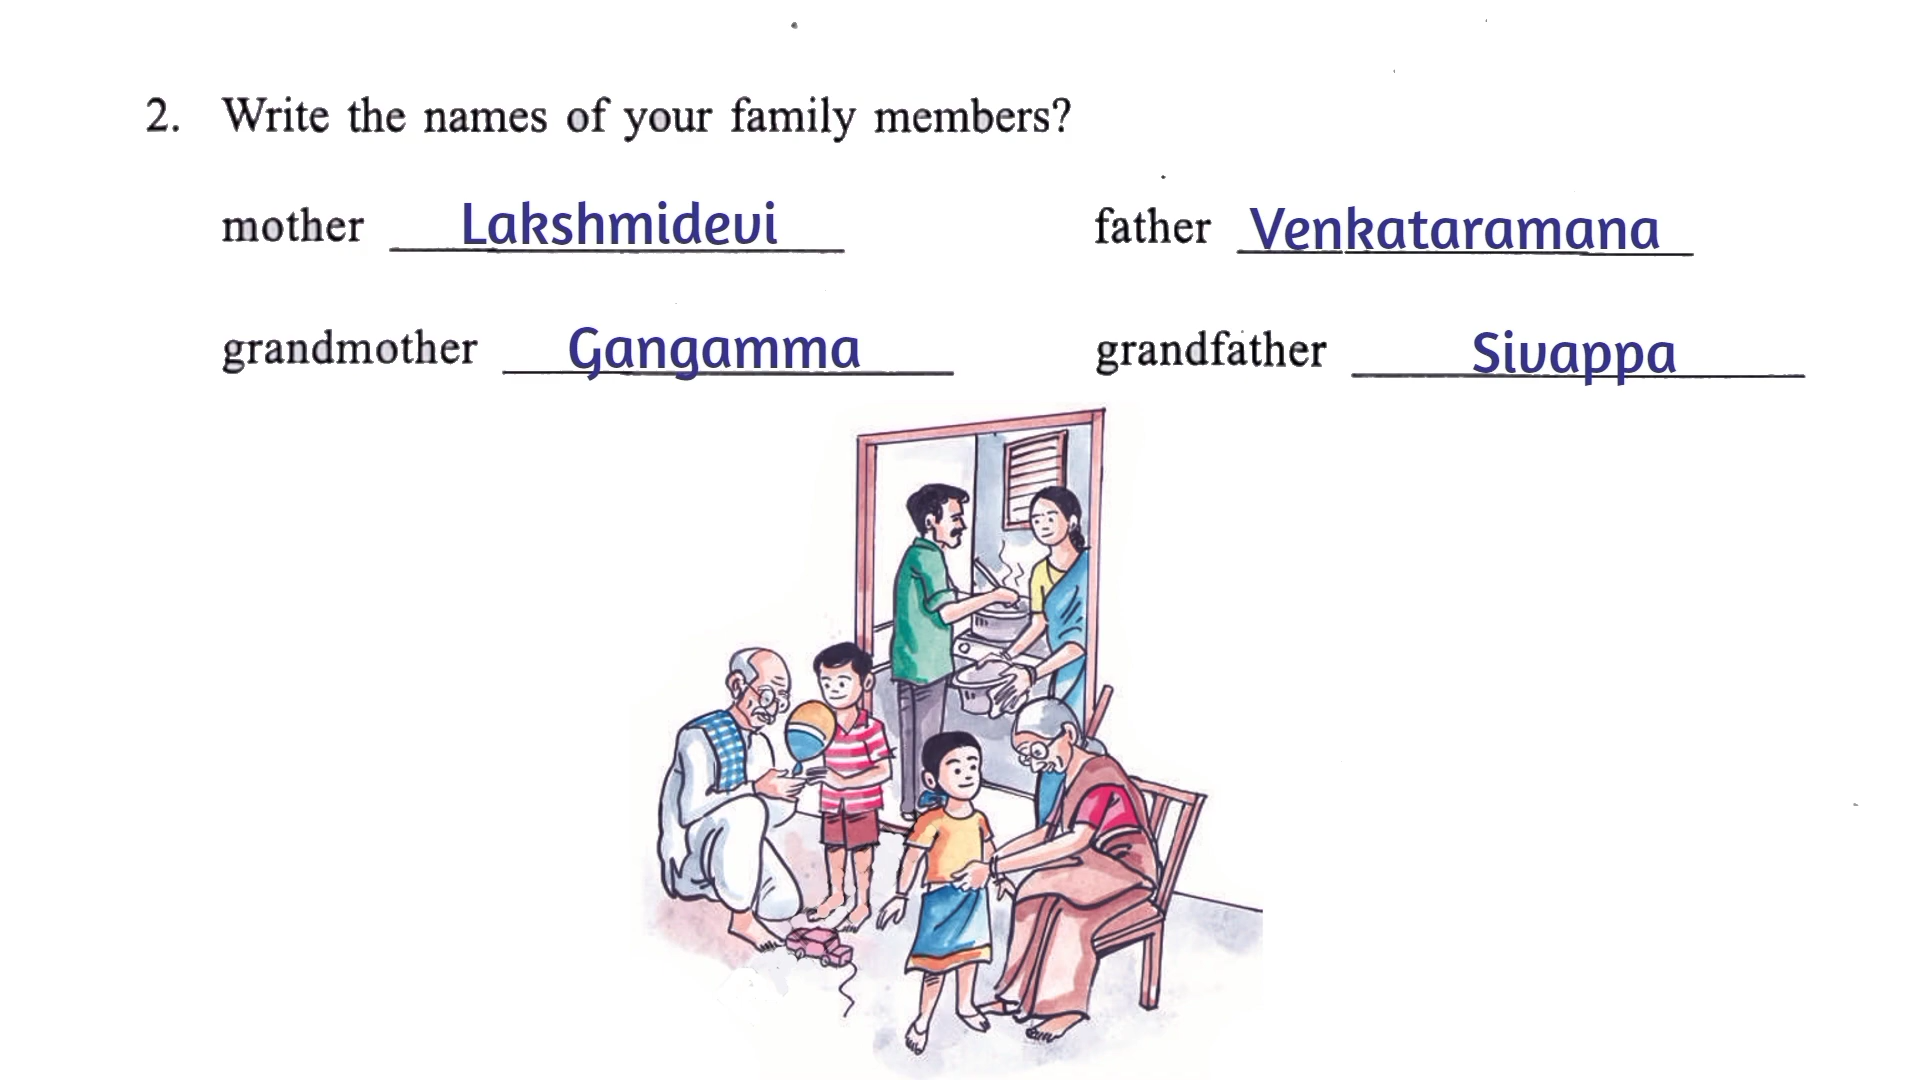 2. Write the names of your family members?
mother Lakshmidevi father Venkataramana
grandmother Gangamma grandfather Sivappa